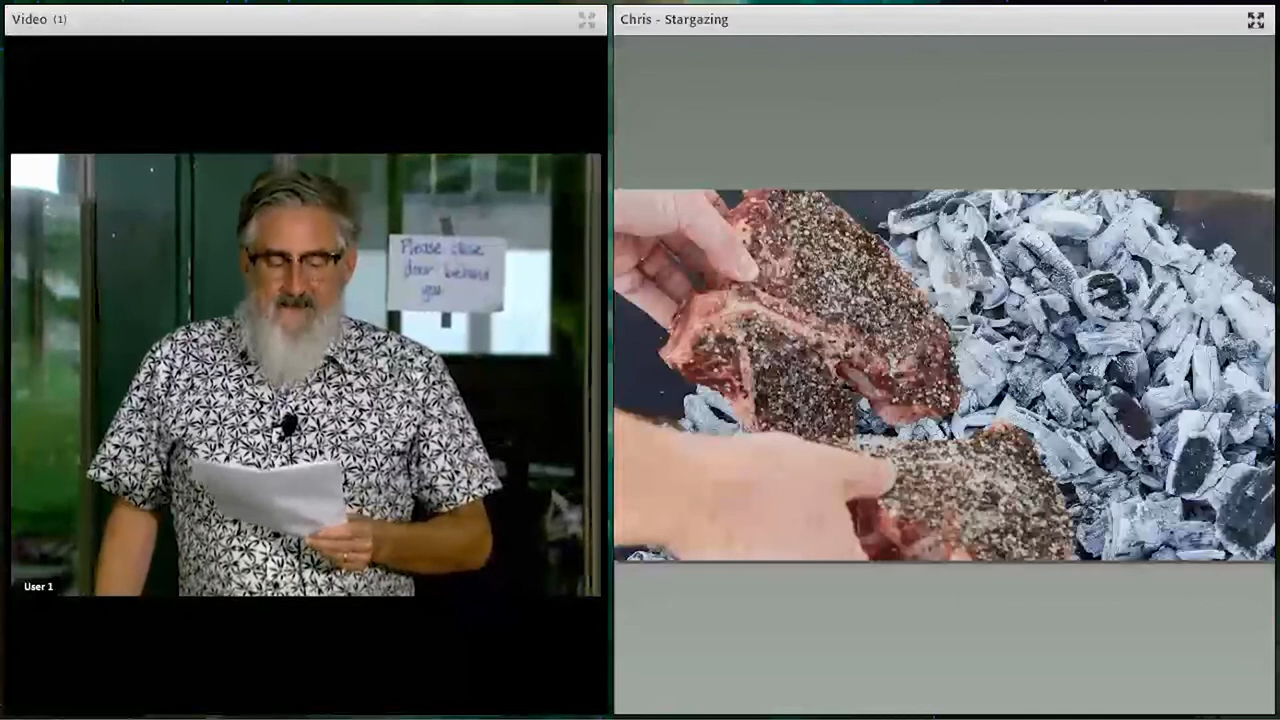 Video (1)
Chris - Stargazing
Please close
door behind
you
User 1